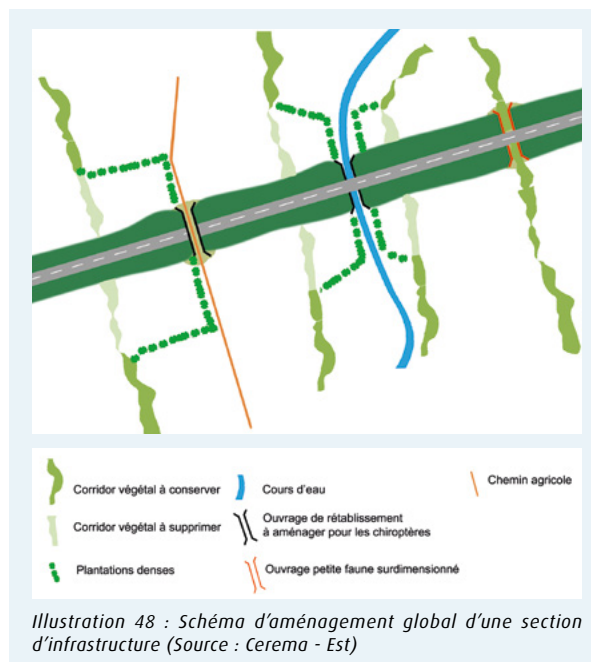 Corridor végétal à conserver
Cours d'eau
Chemin agricole
Corridor végétal à supprimer
Ouvrage de rétablissement
à aménager pour les chiroptères
Plantations denses
Ouvrage petite faune surdimensionné
Illustration 48 : Schéma d'aménagement global d'une section
d'infrastructure (Source : Cerema - Est)